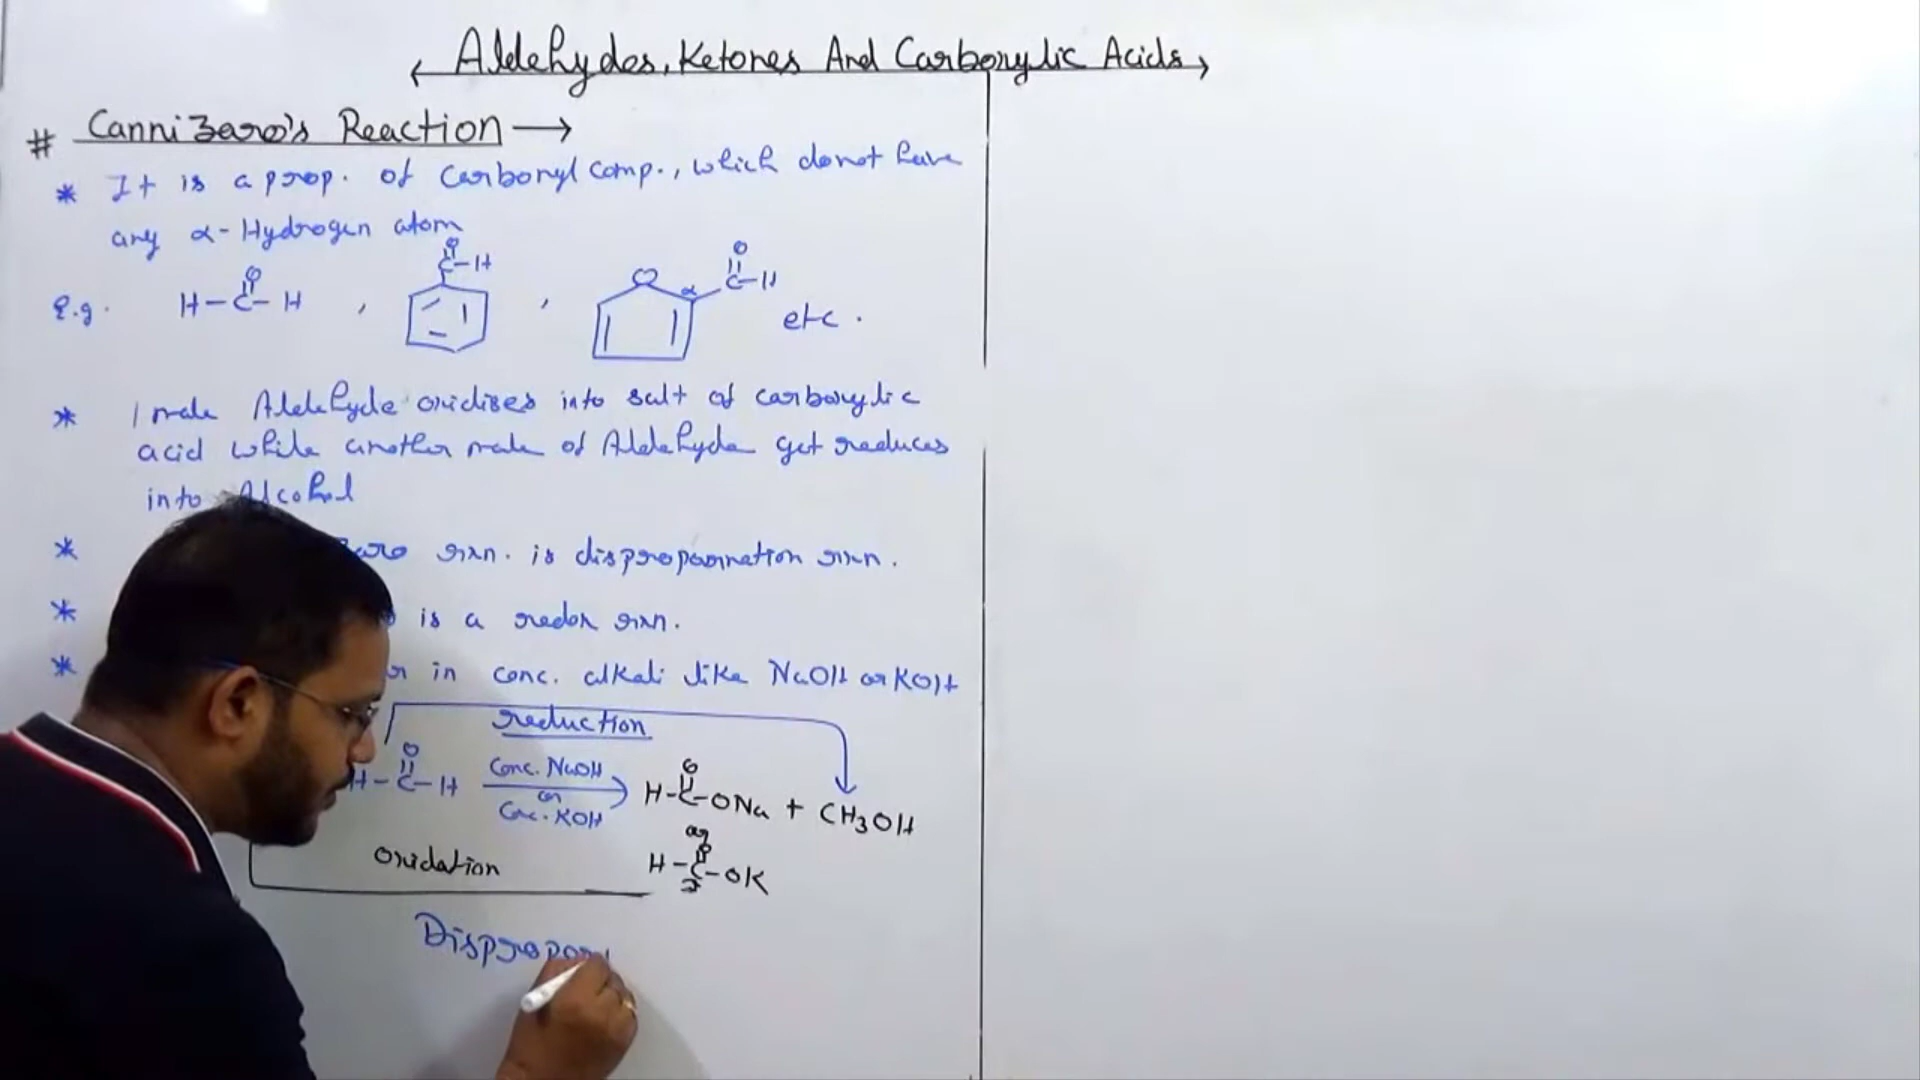 Aldehydes, Ketones And Carboxylic Acids
# Cannizaro's Reaction →
* It is a prop. of Carbonyl Comp., which donot have
any α-Hydrogen atom
E.g. H-C-H , C-H , C-H etc.
* 1 mole Aldehyde oxidises into salt of carboxylic
acid while another mole of Aldehyde get reduces
into Alcohol
* rxn. is dispropornation rxn.
* is a redox rxn.
* in conc. alkali like NaOH or KOH
reduction
H-C-H Conc. NaOH or Conc. KOH → H-C-ONa + CH3OH
or
Oxidation H-C-OK
Dispropor